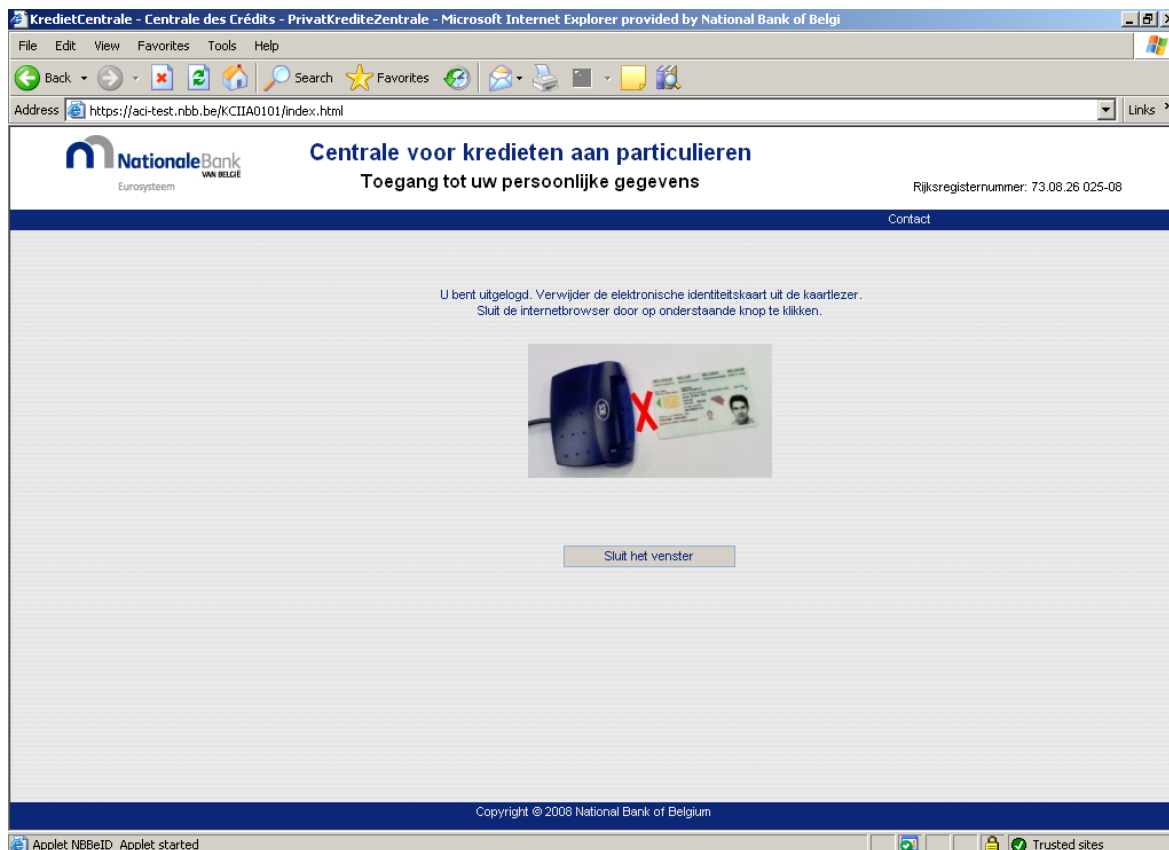 KredietCentrale - Centrale des Crédits - PrivatKrediteZentrale - Microsoft Internet Explorer provided by National Bank of Belgi
File Edit View Favorites Tools Help
Back Search Favorites
Address https://aci-test.nbb.be/KCIIA0101/index.html Links
NationaleBank
VAN BELGIË
Eurosysteem
Centrale voor kredieten aan particulieren
Toegang tot uw persoonlijke gegevens
Rijksregisternummer: 73.08.26 025-08
Contact
U bent uitgelogd. Verwijder de elektronische identiteitskaart uit de kaartlezer.
Sluit de internetbrowser door op onderstaande knop te klikken.
Sluit het venster
Copyright © 2008 National Bank of Belgium
Applet NBBeID_Applet started Trusted sites